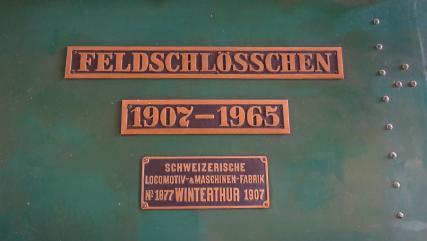 FELDSCHLÖSSCHEN
1907-1965
SCHWEIZERISCHE
LOCOMOTIV-&MASCHINEN-FABRIK
No 1877 WINTERTHUR 1907